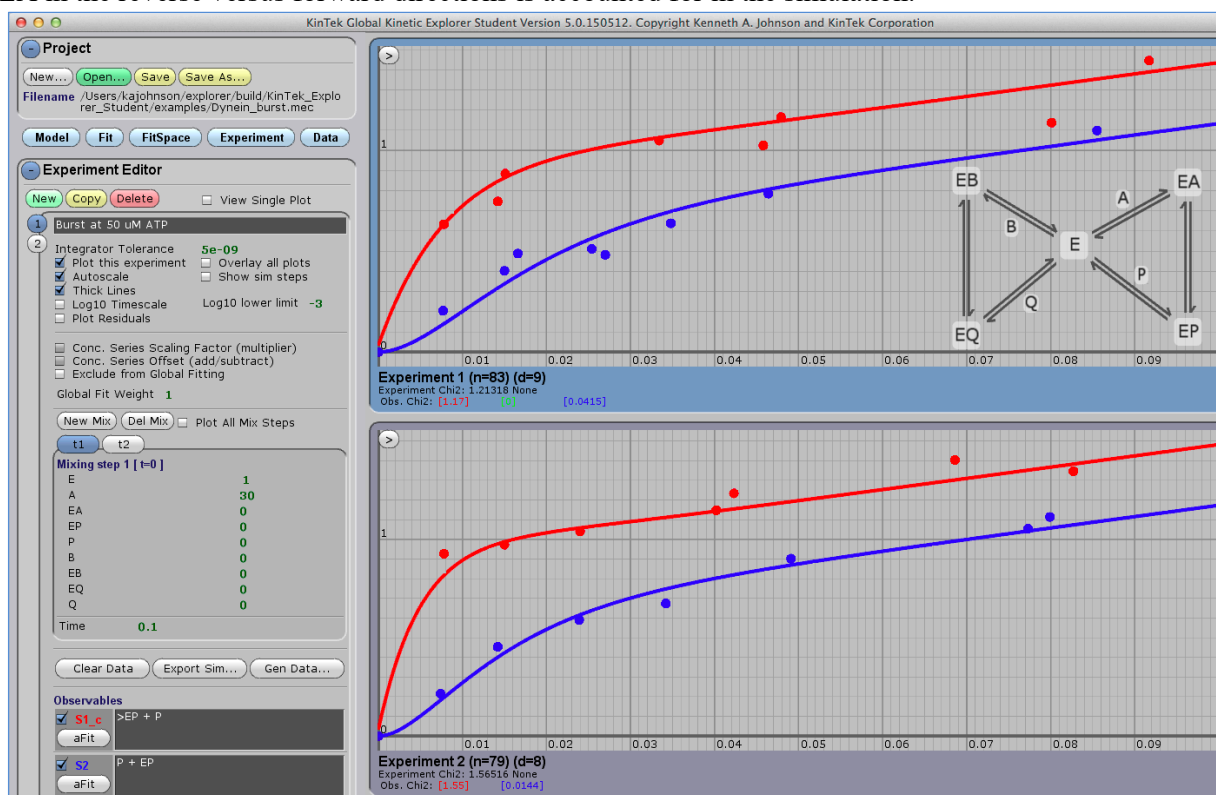 KinTek Global Kinetic Explorer Student Version 5.0.150512. Copyright Kenneth A. Johnson and KinTek Corporation
Project
New... Open... Save Save As...
Filename /Users/kajohnson/explorer/build/KinTek_Explo
rer_Student/examples/Dynein_burst.mec
Model Fit FitSpace Experiment Data
Experiment Editor
New Copy Delete View Single Plot
1 Burst at 50 uM ATP
2
Integrator Tolerance 5e-09
Plot this experiment Overlay all plots
Autoscale Show sim steps
Thick Lines
Log10 Timescale Log10 lower limit -3
Plot Residuals
Conc. Series Scaling Factor (multiplier)
Conc. Series Offset (add/subtract)
Exclude from Global Fitting
Global Fit Weight 1
New Mix Del Mix Plot All Mix Steps
t1 t2
Mixing step 1 [ t=0 ]
E 1
A 30
EA 0
EP 0
P 0
B 0
EB 0
EQ 0
Q 0
Time 0.1
Clear Data Export Sim... Gen Data...
Observables
S1_c >EP + P
aFit
S2 P + EP
aFit
>
1
0
0.01 0.02 0.03 0.04 0.05 0.06 0.07 0.08 0.09
EB EA
A
B
E
P
Q
EQ EP
Experiment 1 (n=83) (d=9)
Experiment Chi2: 1.21318 None
Obs. Chi2: [1.17] [0] [0.0415]
>
1
0
0.01 0.02 0.03 0.04 0.05 0.06 0.07 0.08 0.09
Experiment 2 (n=79) (d=8)
Experiment Chi2: 1.56516 None
Obs. Chi2: [1.55] [0.0144]